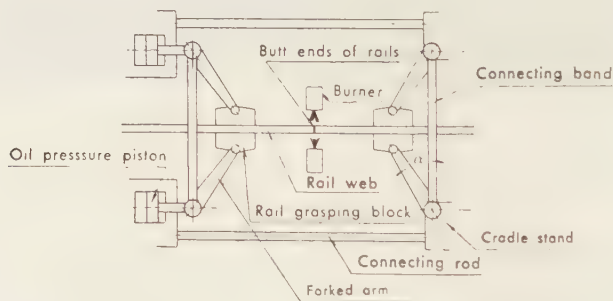 Butt ends of rails
Connecting band
Burner
α
Oil presssure piston
Rail web
Rail grasping block
Cradle stand
Connecting rod
Forked arm